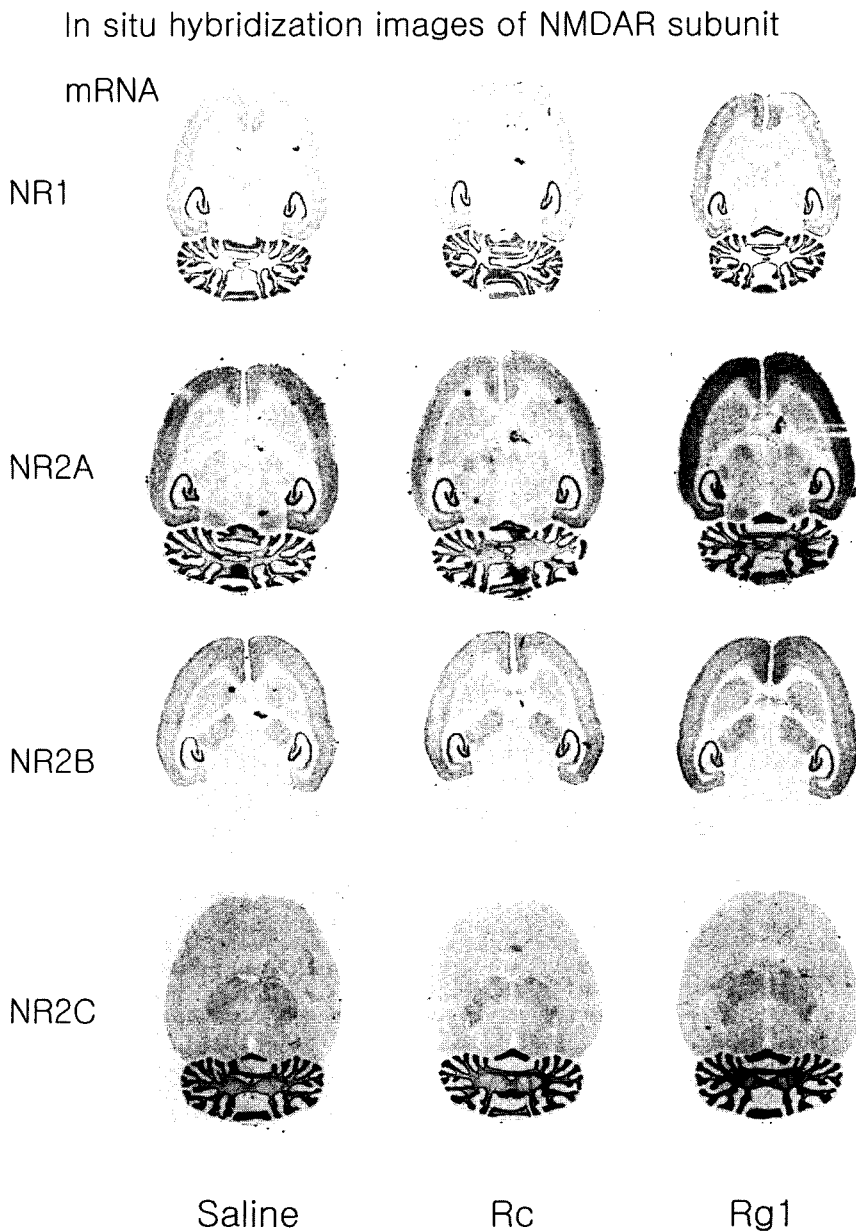 In situ hybridization images of NMDAR subunit
mRNA
NR1
NR2A
NR2B
NR2C
Saline Rc Rg1